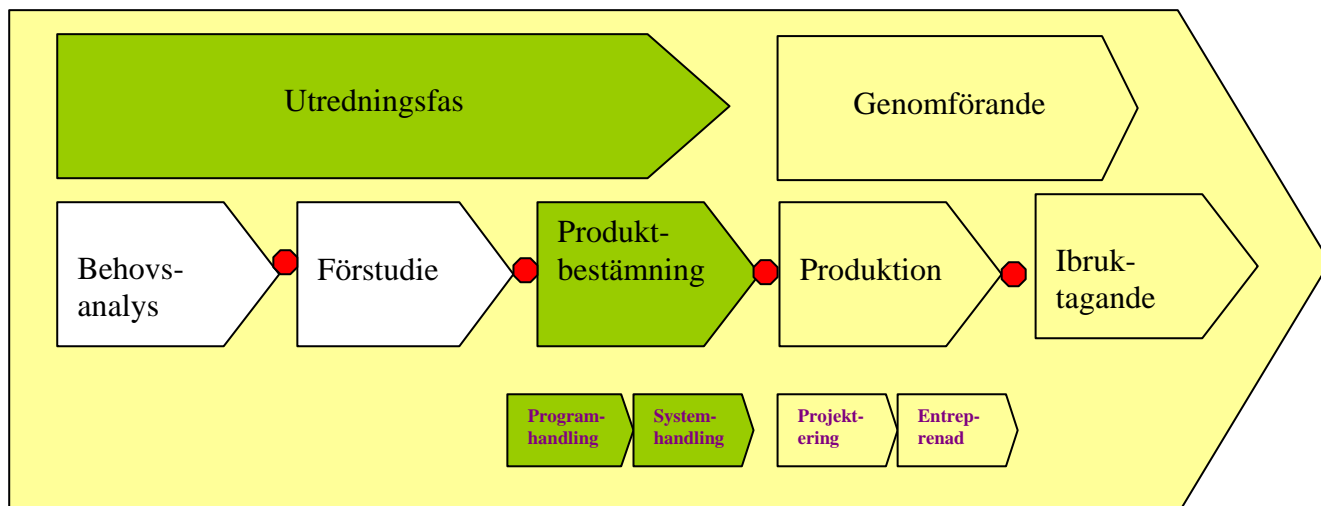 Utredningsfas
Genomförande
Behovs-
analys
Förstudie
Produkt-
bestämning
Produktion
Ibruk-
tagande
Program-
handling
System-
handling
Projekt-
ering
Entrep-
renad